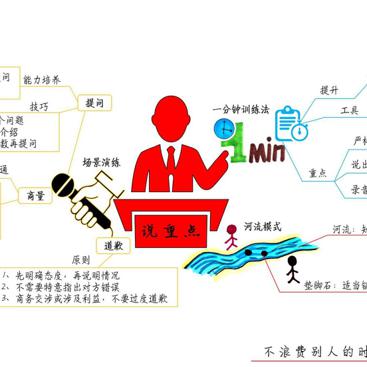 问
能力培养
提问
技巧
个问题
介绍
数再提问
场景演练
通
商量
道歉
原则
1、先明确态度，再说明情况
2、不需要特意指出对方错误
3、商务交涉或涉及利益，不要过度道歉
说重点
一分钟训练法
1Min
提升
工具
重点
严格
说出
录音
河流模式
河流：知
垫脚石：适当
不浪费别人的时